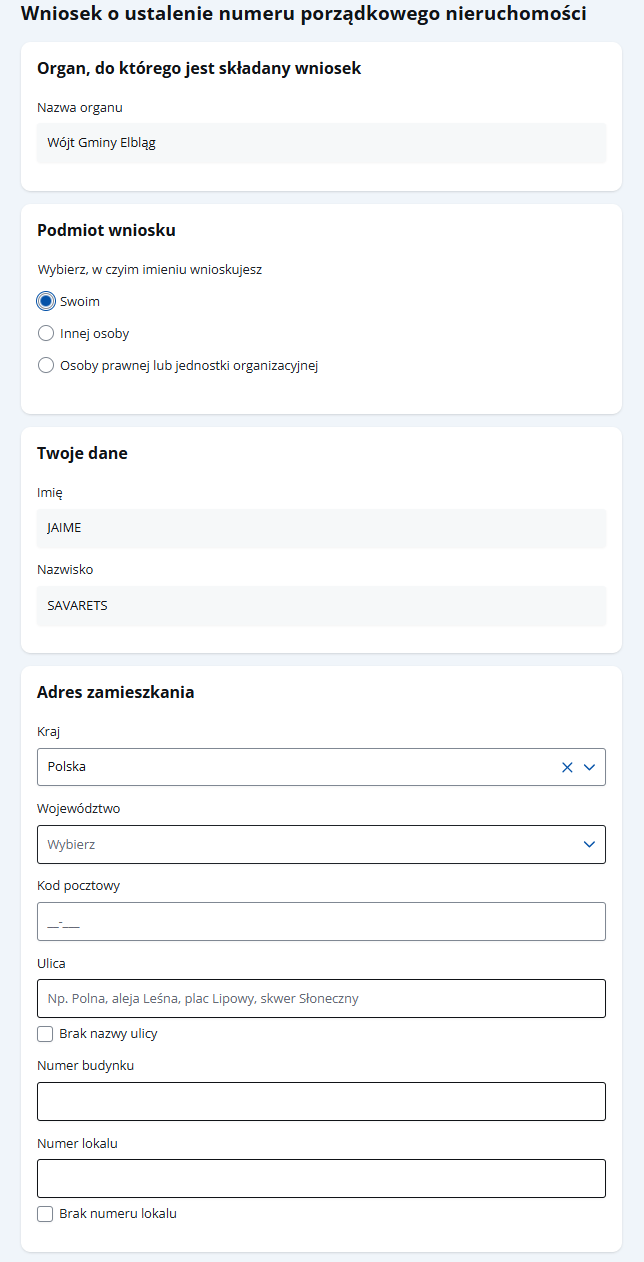 Wniosek o ustalenie numeru porządkowego nieruchomości
Organ, do którego jest składany wniosek
Nazwa organu
Wójt Gminy Elbląg
Podmiot wniosku
Wybierz, w czyim imieniu wnioskujesz
Swoim
Innej osoby
Osoby prawnej lub jednostki organizacyjnej
Twoje dane
Imię
JAIME
Nazwisko
SAVARETS
Adres zamieszkania
Kraj
Polska
Województwo
Wybierz
Kod pocztowy
__-___
Ulica
Np. Polna, aleja Leśna, plac Lipowy, skwer Słoneczny
Brak nazwy ulicy
Numer budynku
Numer lokalu
Brak numeru lokalu